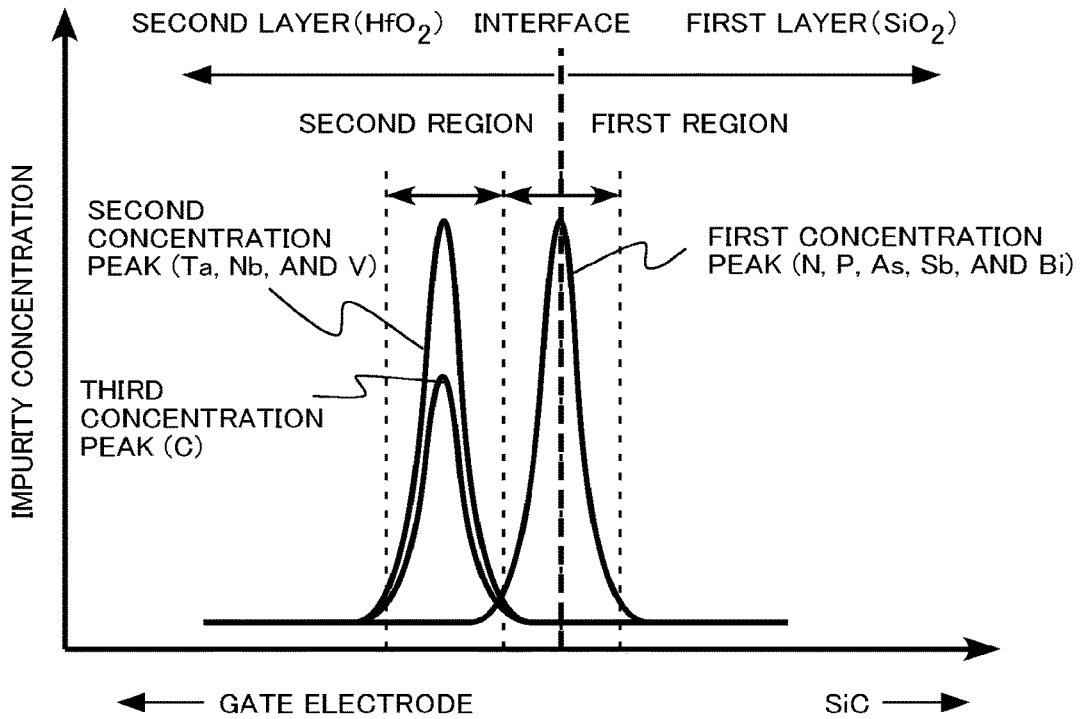 SECOND LAYER(HfO2) INTERFACE FIRST LAYER(SiO2)
SECOND REGION FIRST REGION
IMPURITY CONCENTRATION
SECOND
CONCENTRATION
PEAK (Ta, Nb, AND V)
FIRST CONCENTRATION
PEAK (N, P, As, Sb, AND Bi)
THIRD
CONCENTRATION
PEAK (C)
GATE ELECTRODE SiC